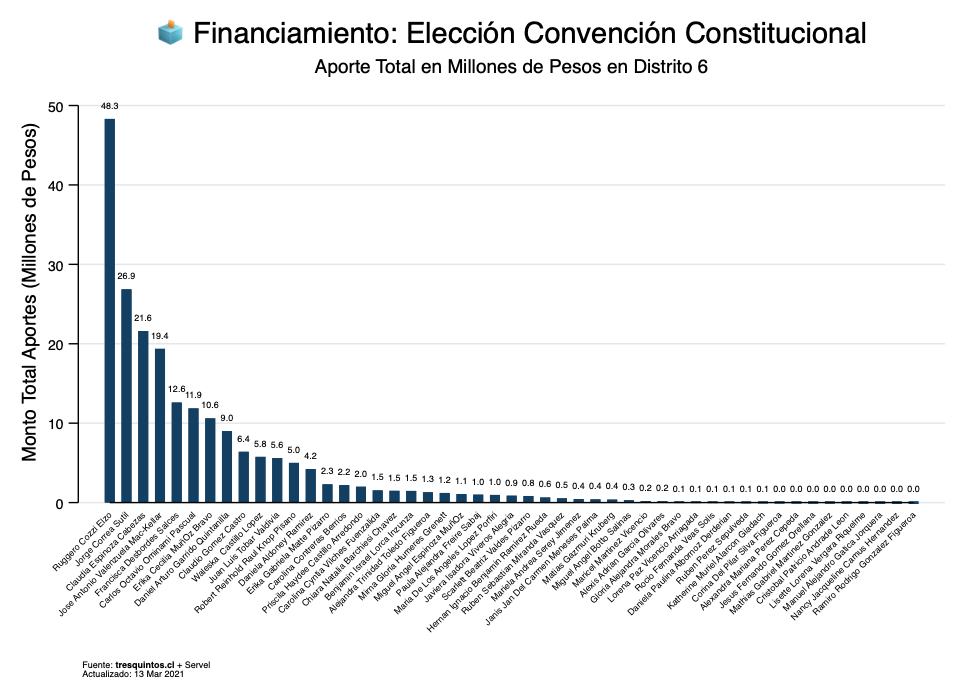 Financiamiento: Elección Convención Constitucional
Aporte Total en Millones de Pesos en Distrito 6
Monto Total Aportes (Millones de Pesos)
50
40
30
20
10
0
48.3
26.9
21.6
19.4
12.6
11.9
10.6
9.0
6.4
5.8
5.6
5.0
4.2
2.3
2.2
2.0
1.5
1.5
1.5
1.3
1.2
1.1
1.0
1.0
0.9
0.8
0.6
0.5
0.4
0.4
0.4
0.3
0.2
0.2
0.1
0.1
0.1
0.1
0.1
0.1
0.0
0.0
0.0
0.0
0.0
0.0
0.0
0.0
0.0
Ruggero Cozzi Elzo
Jorge Correa Sutil
Claudia Espinoza Cabezas
Jose Antonio Valenzuela Mac-Kellar
Francisca Desbordes Salces
Carlos Octavio Ominami Pascual
Erika Cecilia MuñOz Bravo
Daniel Arturo Garrido Quintanilla
Claudio Gomez Castro
Waleska Castillo Lopez
Juan Luis Tobar Valdivia
Robert Reinholt Raul Knop Pisano
Daniela Aldoney Ramirez
Erika Gabriela Matte Pizarro
Carolina Contreras Berrios
Priscila Haydee Castillo Arredondo
Carolina Cyntia Vilches Fuenzalida
Chiara Natalia Barchiesi Chavez
Benjamin Israel Lorca Inzunza
Alejandra Trinidad Toledo Figueroa
Mirna Gloria Humeres Grenett
Miguel Angel Espinoza MuñOz
Paula Alejandra Freire Sabaj
Maria De Los Angeles Lopez Porfiri
Javiera Isidora Viveros Alegria
Scarlett Beatriz Valdes Pizarro
Hernan Ignacio Benjamin Ramirez Rueda
Ruben Sebastian Miranda Vasquez
Mariela Andrea Serey Jimenez
Janis Jan Del Carmen Meneses Palma
Matias Gazmuri Kruberg
Miguel Angel Botto Salinas
Marical Martinez Vicencio
Alexis Adrian Garcia Olivares
Gloria Alejandra Morales Bravo
Lorena Paz Vicencio Arriagada
Rocio Fernanda Veas Solis
Daniela Paulina Albornoz Derderian
Ruben Perez Sepulveda
Katherine Muriel Alarcon Gladech
Corina Del Pilar Silva Figueroa
Alexandra Mariana Perez Cepeda
Jesus Fernando Gomez Orellana
Mathias Gabriel Martinez Gonzalez
Cristobal Patricio Andrade Leon
Lisette Lorena Vergara Riquelme
Manuel Alejandro Gatica Jorquera
Nancy Jacqueline Camus Hernandez
Ramiro Rodrigo Gonzalez Figueroa
Fuente: tresquintos.cl + Servel
Actualizado: 13 Mar 2021